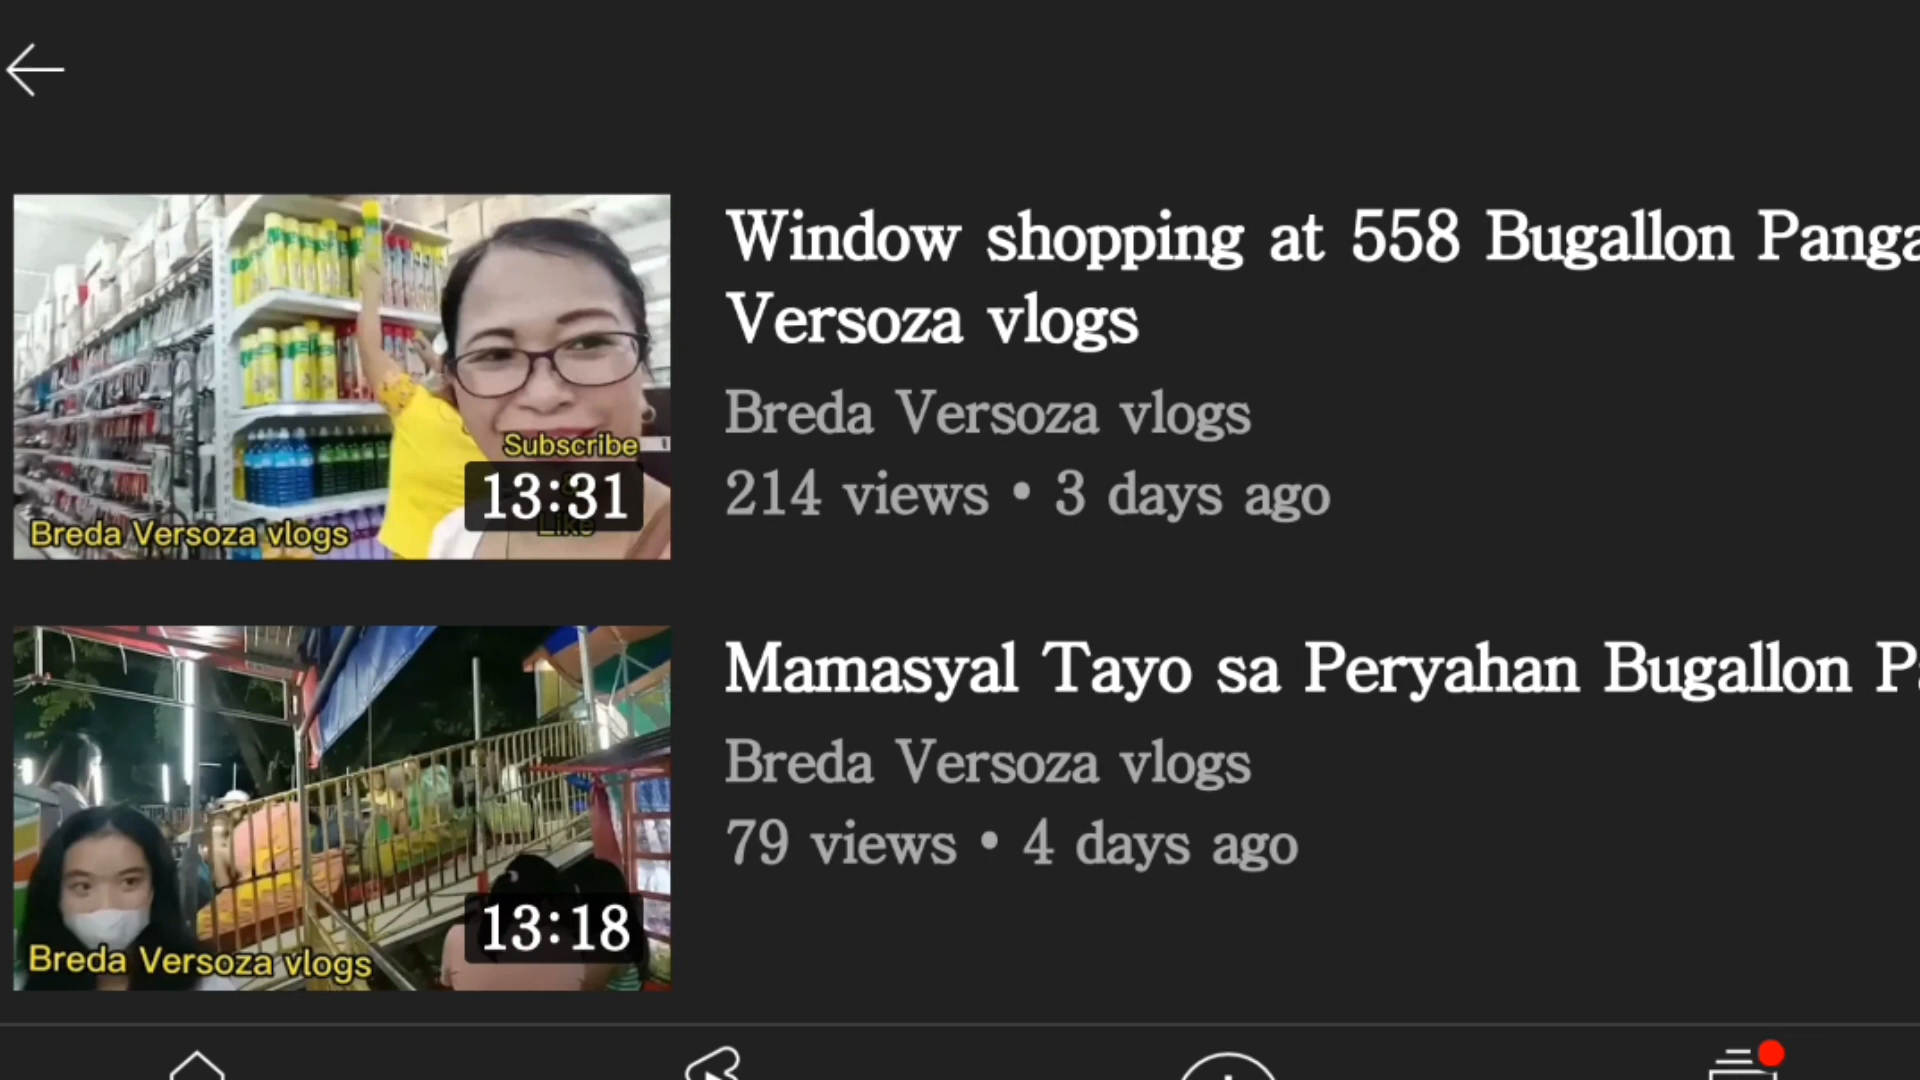 Window shopping at 558 Bugallon Panga
Versoza vlogs
Breda Versoza vlogs
214 views • 3 days ago
Subscribe
13:31
Like
Breda Versoza vlogs
Mamasyal Tayo sa Peryahan Bugallon P
Breda Versoza vlogs
79 views • 4 days ago
13:18
Breda Versoza vlogs